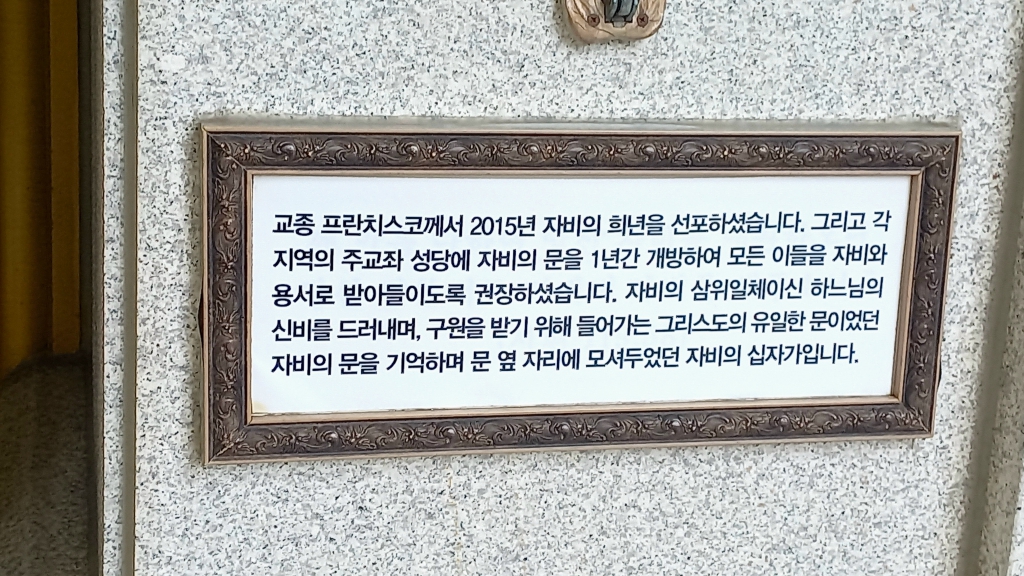 교종 프란치스코께서 2015년 자비의 희년을 선포하셨습니다. 그리고 각
지역의 주교좌 성당에 자비의 문을 1년간 개방하여 모든 이들을 자비와
용서로 받아들이도록 권장하셨습니다. 자비의 삼위일체이신 하느님의
신비를 드러내며, 구원을 받기 위해 들어가는 그리스도의 유일한 문이었던
자비의 문을 기억하며 문 옆 자리에 모셔두었던 자비의 십자가입니다.